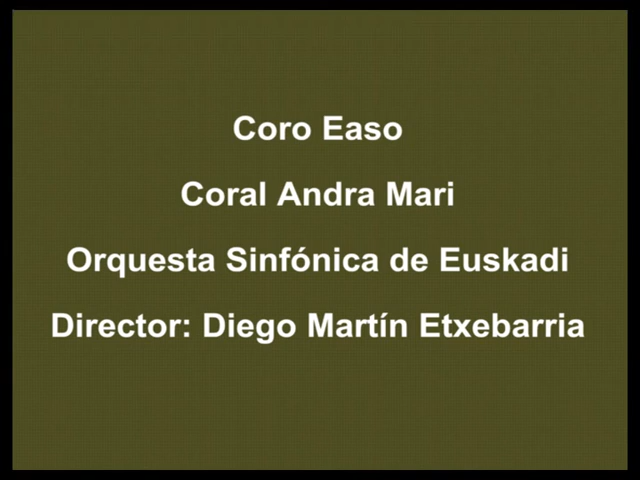 Coro Easo
Coral Andra Mari
Orquesta Sinfónica de Euskadi
Director: Diego Martín Etxebarria